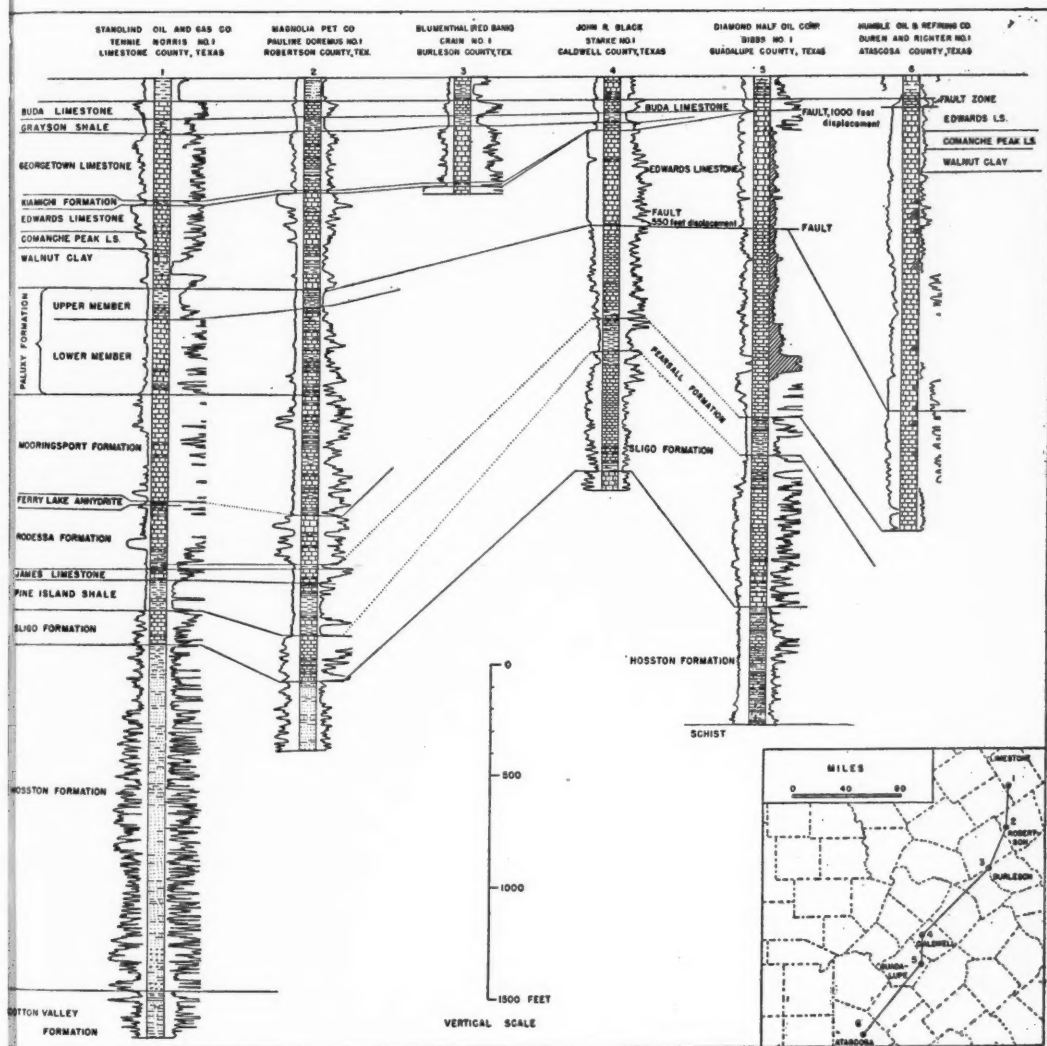 STANOLIND OIL AND GAS CO
TENNIE NORRIS NO.1
LIMESTONE COUNTY, TEXAS
1
MAGNOLIA PET CO
PAULINE DOREMUS NO.1
ROBERTSON COUNTY, TEX.
2
BLUMENTHAL (RED BANK)
CRAIN NO. 1
BURLESON COUNTY, TEX.
3
JOHN R. BLACK
STARKE NO.1
CALDWELL COUNTY, TEXAS
4
DIAMOND HALF OIL CORP.
GIBBS NO. 1
GUADALUPE COUNTY, TEXAS
5
HUMBLE OIL & REFINING CO.
DUREN AND RICHTER NO.1
ATASCOSA COUNTY, TEXAS
6
BUDA LIMESTONE
GRAYSON SHALE
GEORGETOWN LIMESTONE
KIAMICHI FORMATION
EDWARDS LIMESTONE
COMANCHE PEAK LS.
WALNUT CLAY
PALUXY FORMATION
UPPER MEMBER
LOWER MEMBER
MOORINGSPORT FORMATION
FERRY LAKE ANHYDRITE
RODESSA FORMATION
JAMES LIMESTONE
PINE ISLAND SHALE
SLIGO FORMATION
HOSSTON FORMATION
COTTON VALLEY
FORMATION
BUDA LIMESTONE
EDWARDS LIMESTONE
FAULT
550 feet displacement
PEARSALL FORMATION
SLIGO FORMATION
HOSSTON FORMATION
SCHIST
FAULT, 1000 feet
displacement
FAULT
FAULT ZONE
EDWARDS LS.
COMANCHE PEAK LS
WALNUT CLAY
0
500
1000
1500 FEET
VERTICAL SCALE
MILES
0 40 80
LIMESTONE
1
2
ROBERT-
SON
3
BURLESON
4
CALDWELL
5
GUADA-
LUPE
6
ATASCOSA